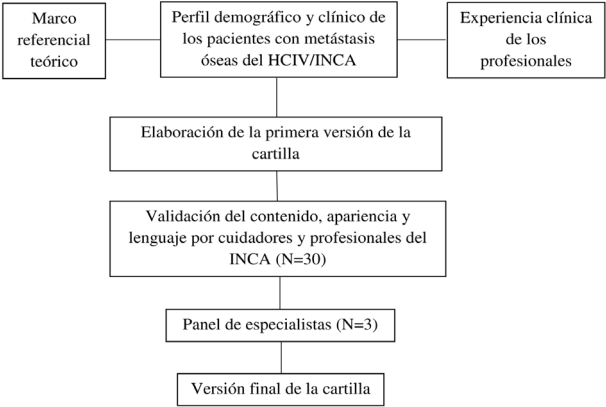 Marco
referencial
teórico
Perfil demográfico y clínico de
los pacientes con metástasis
óseas del HCIV/INCA
Experiencia clínica
de los
profesionales
Elaboración de la primera versión de la
cartilla
Validación del contenido, apariencia y
lenguaje por cuidadores y profesionales del
INCA (N=30)
Panel de especialistas (N=3)
Versión final de la cartilla